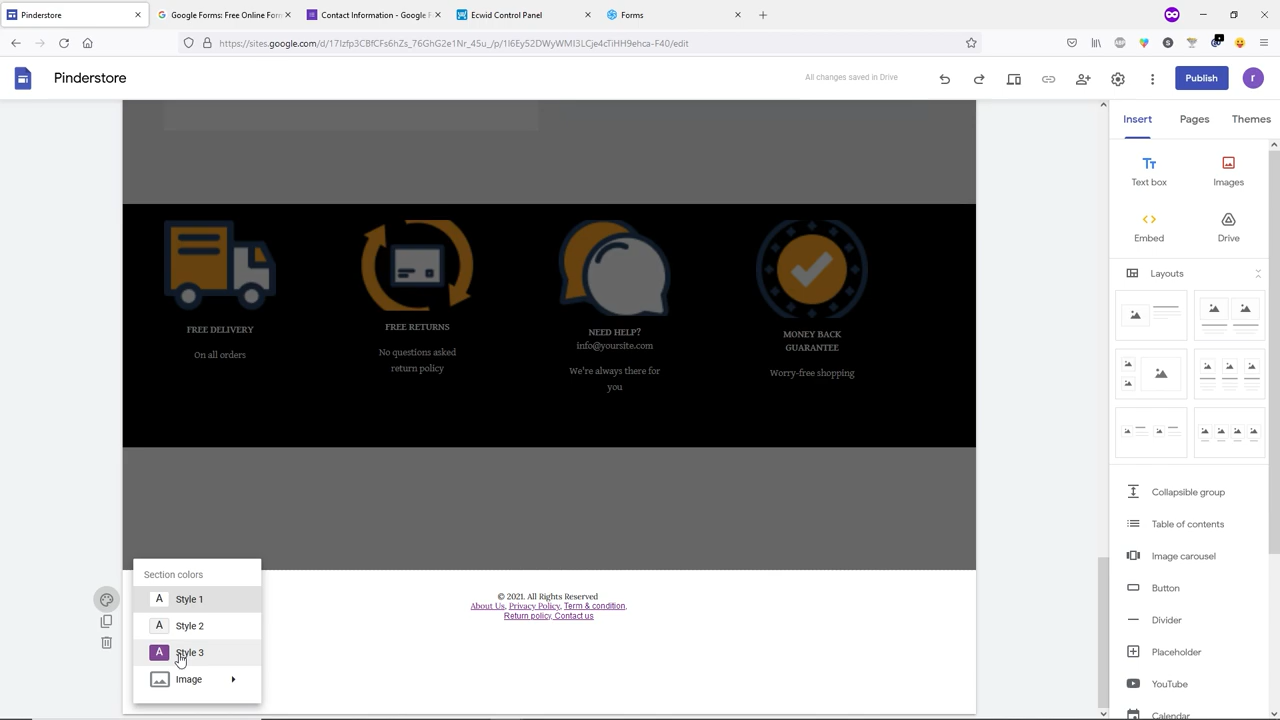 Pinderstore
Google Forms: Free Online Form
Contact Information - Google F
Ecwid Control Panel
Forms
https://sites.google.com/d/17Izfp3C8fCFs6hZs_76GhG2e1Nr_4Su_/p/1I6Ey52DWyWMI3LCje4cTiHH9ehca-F40/edit
Pinderstore
All changes saved in Drive
Publish
r
Insert
Pages
Themes
Text box
Images
Embed
Drive
Layouts
FREE DELIVERY
On all orders
FREE RETURNS
No questions asked
return policy
NEED HELP?
info@yoursite.com
We're always there for
you
MONEY BACK
GUARANTEE
Worry-free shopping
Collapsible group
Table of contents
Image carousel
Button
Divider
Placeholder
YouTube
Calendar
Section colors
A Style 1
A Style 2
A Style 3
Image
© 2021. All Rights Reserved
About Us, Privacy Policy, Term & condition,
Return policy, Contact us